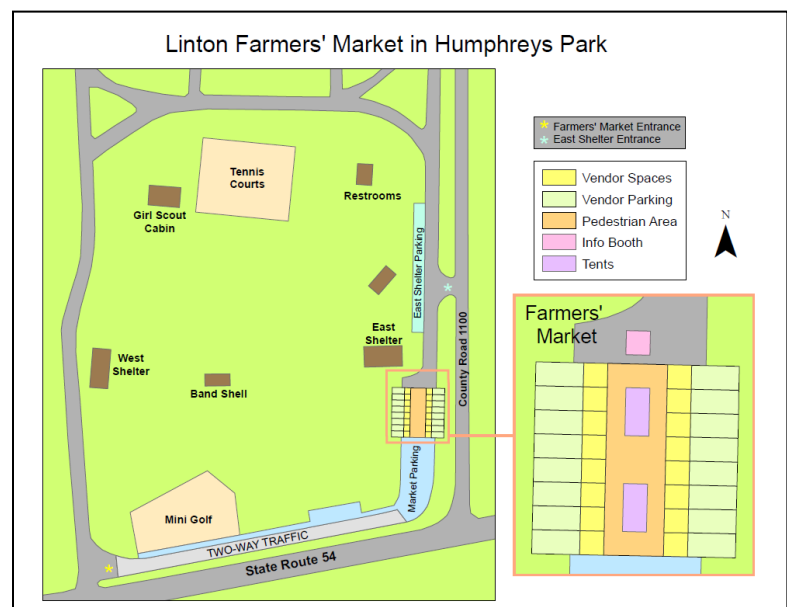 Linton Farmers' Market in Humphreys Park
Farmers' Market Entrance
East Shelter Entrance
Vendor Spaces
Vendor Parking
Pedestrian Area
Info Booth
Tents
N
Tennis
Courts
Restrooms
Girl Scout
Cabin
East Shelter Parking
County Road 1100
East
Shelter
West
Shelter
Band Shell
Market Parking
Mini Golf
TWO-WAY TRAFFIC
State Route 54
Farmers'
Market